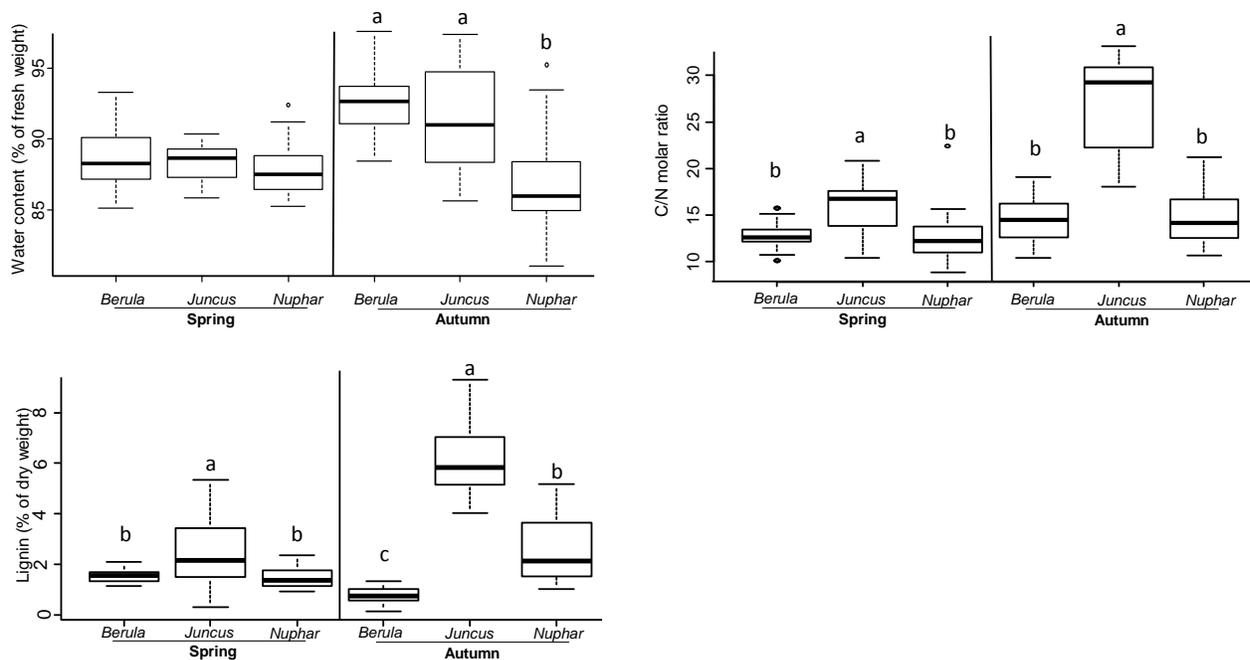 Water content (% of fresh weight)
95
90
85
a
a
b
Berula
Juncus
Nuphar
Berula
Juncus
Nuphar
Spring
Autumn
C/N molar ratio
30
25
20
15
10
b
a
b
b
a
b
Berula
Juncus
Nuphar
Berula
Juncus
Nuphar
Spring
Autumn
Lignin (% of dry weight)
8
6
4
2
0
b
a
b
c
a
b
Berula
Juncus
Nuphar
Berula
Juncus
Nuphar
Spring
Autumn